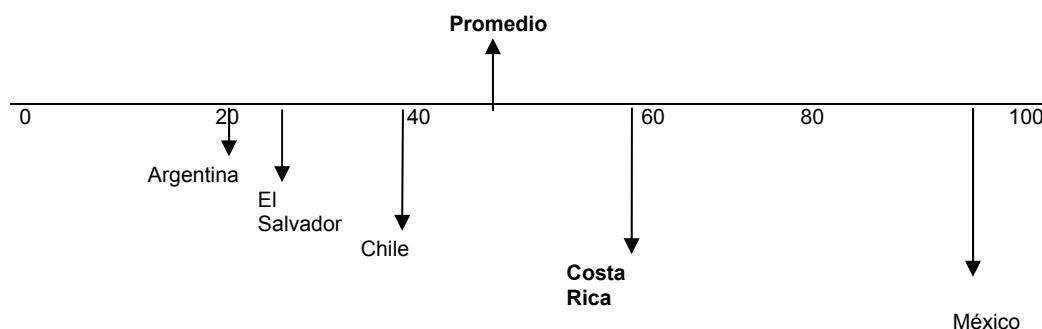 Promedio
0 20 40 60 80 100
Argentina
El
Salvador
Chile
Costa
Rica
México